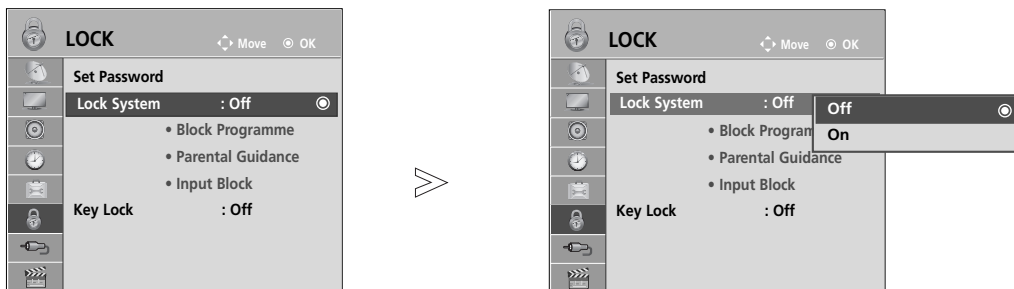 LOCK
Move OK
Set Password
Lock System : Off
• Block Programme
• Parental Guidance
• Input Block
Key Lock : Off
LOCK
Move OK
Set Password
Lock System : Off
Off
On
• Block Program
• Parental Guidance
• Input Block
Key Lock : Off